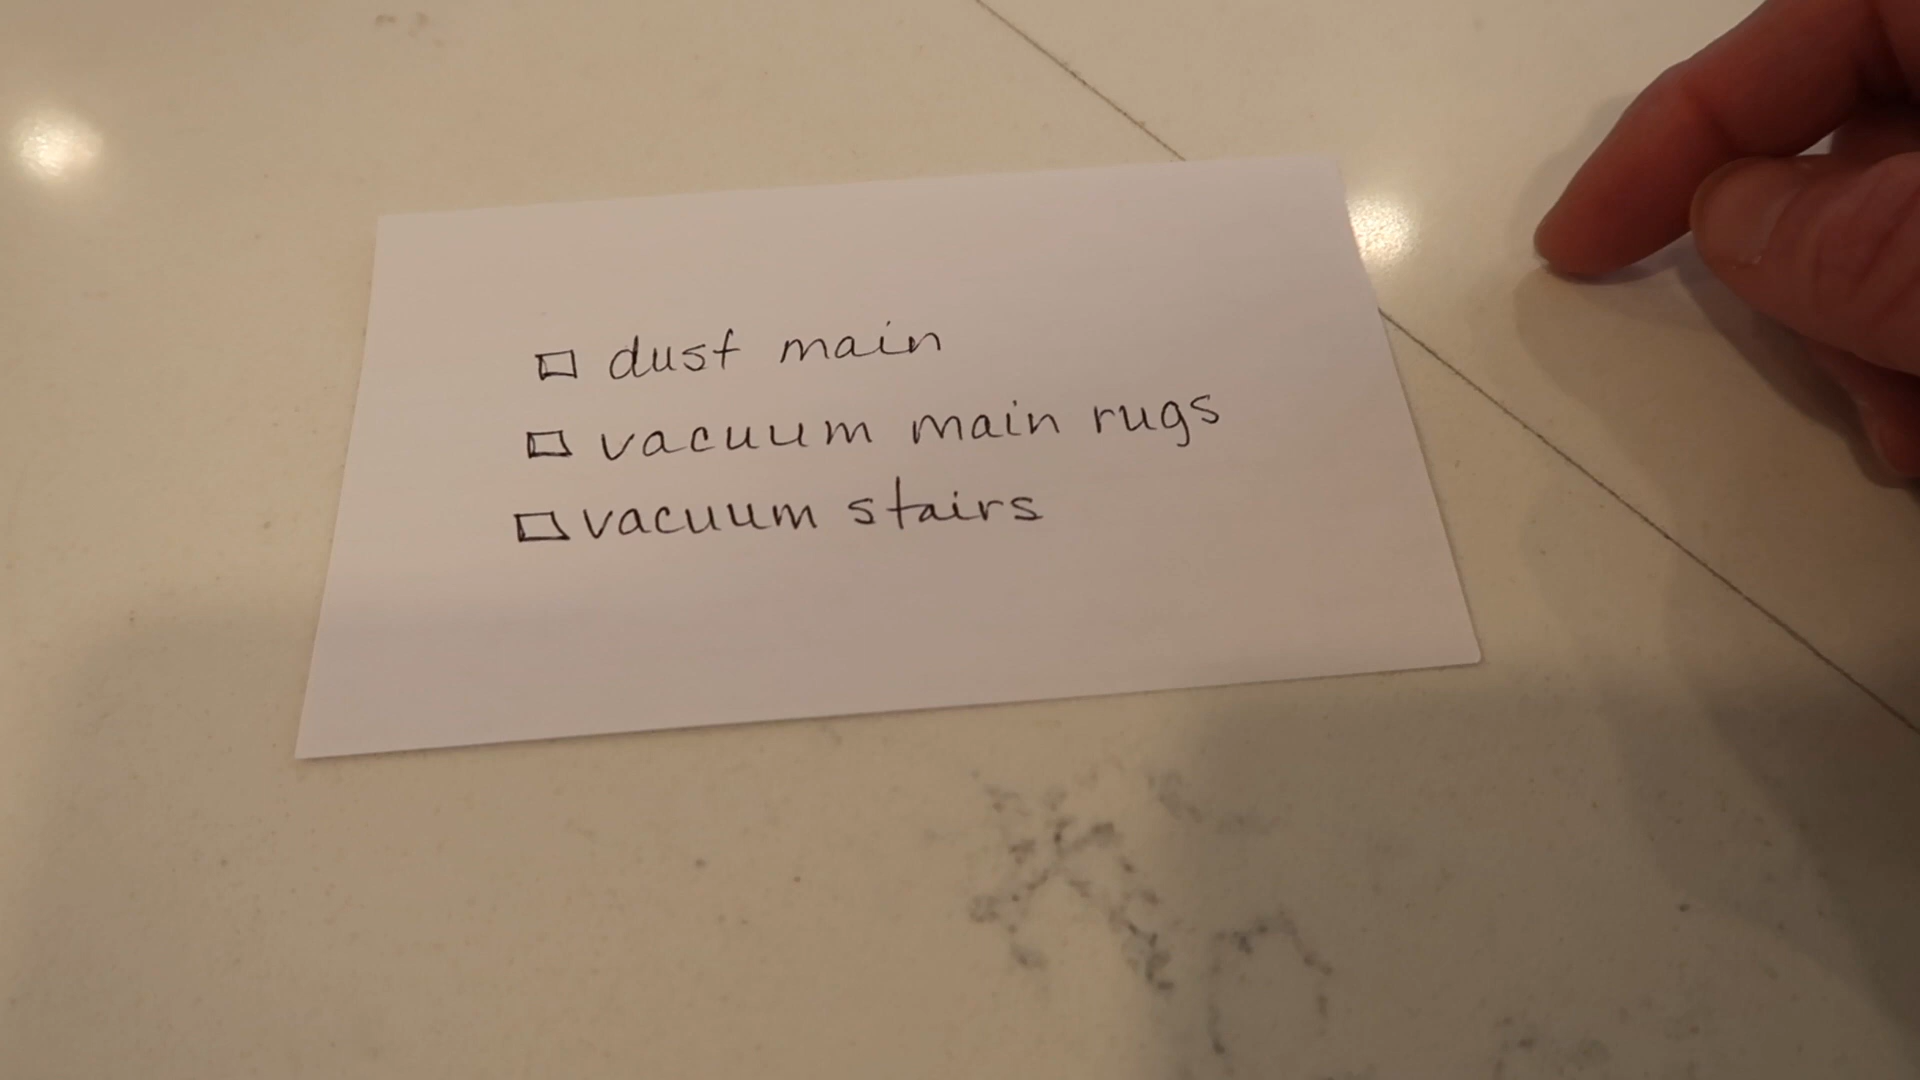 ☐ dust main
☐ vacuum main rugs
☐ vacuum stairs